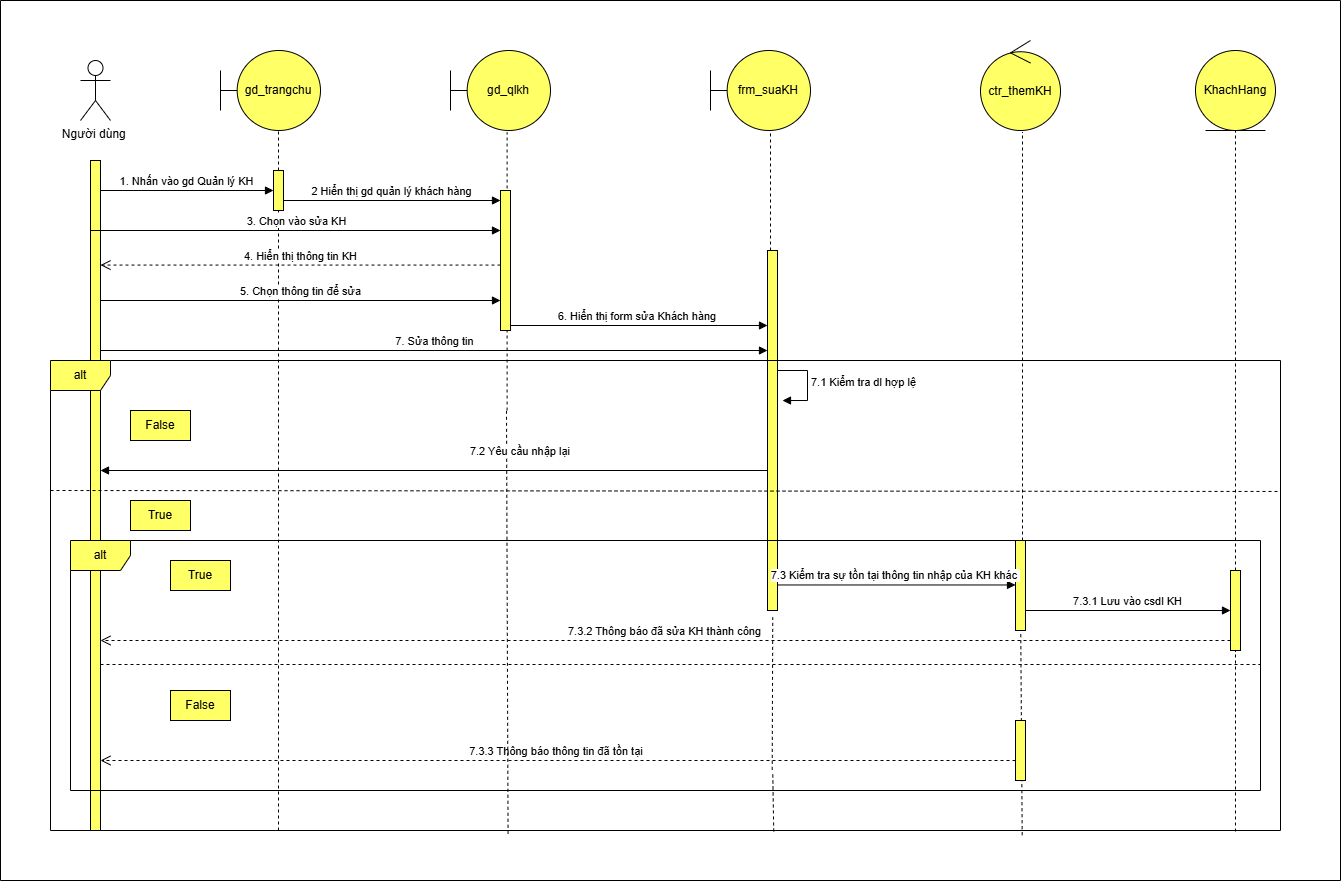 gd_trangchu
gd_qlkh
frm_suaKH
ctr_themKH
KhachHang
Người dùng
1. Nhấn vào gd Quản lý KH
2 Hiển thị gd quản lý khách hàng
3. Chọn vào sửa KH
4. Hiển thị thông tin KH
5. Chọn thông tin để sửa
6. Hiển thị form sửa Khách hàng
7. Sửa thông tin
alt
7.1 Kiểm tra dl hợp lệ
False
7.2 Yêu cầu nhập lại
True
alt
True
7.3 Kiểm tra sự tồn tại thông tin nhập của KH khác
7.3.1 Lưu vào csdl KH
7.3.2 Thông báo đã sửa KH thành công
False
7.3.3 Thông báo thông tin đã tồn tại